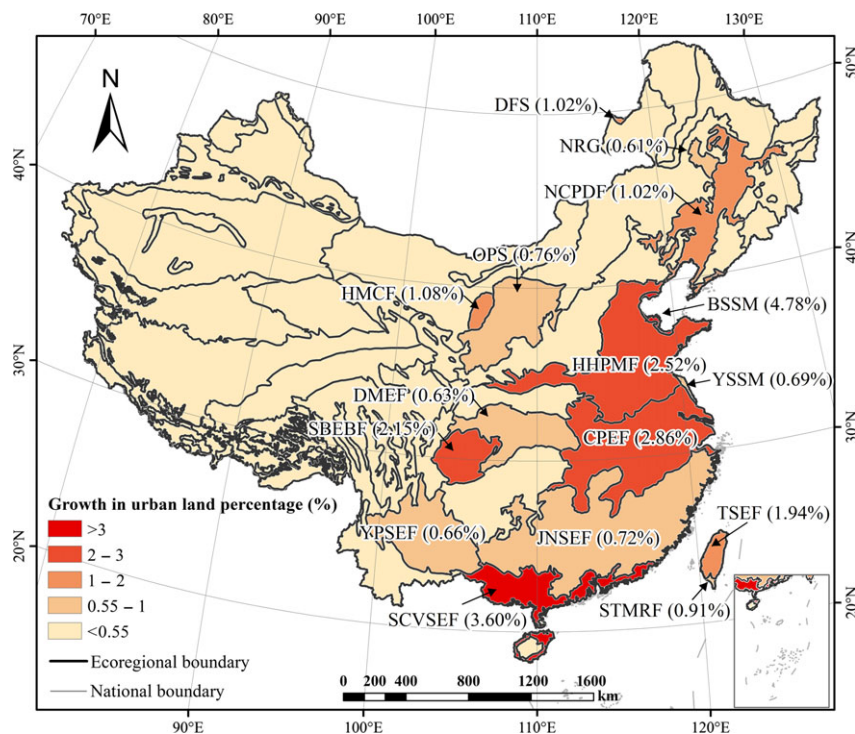 70°E 80°E 90°E 100°E 110°E 120°E 130°E
50°N
DFS (1.02%)
NRG (0.61%)
40°N
NCPDF (1.02%)
40°N
OPS (0.76%)
HMCF (1.08%)
BSSM (4.78%)
30°N
HHPMF (2.52%)
YSSM (0.69%)
DMEF (0.63%)
SBEBF (2.15%)
CPEF (2.86%)
30°N
Growth in urban land percentage (%)
>3
2 – 3
1 – 2
0.55 – 1
<0.55
Ecoregional boundary
National boundary
20°N
YPSEF (0.66%)
JNSEF (0.72%)
TSEF (1.94%)
SCVSEF (3.60%)
STMRF (0.91%)
20°N
0 200 400 800 1200 1600
km
90°E 100°E 110°E 120°E
N